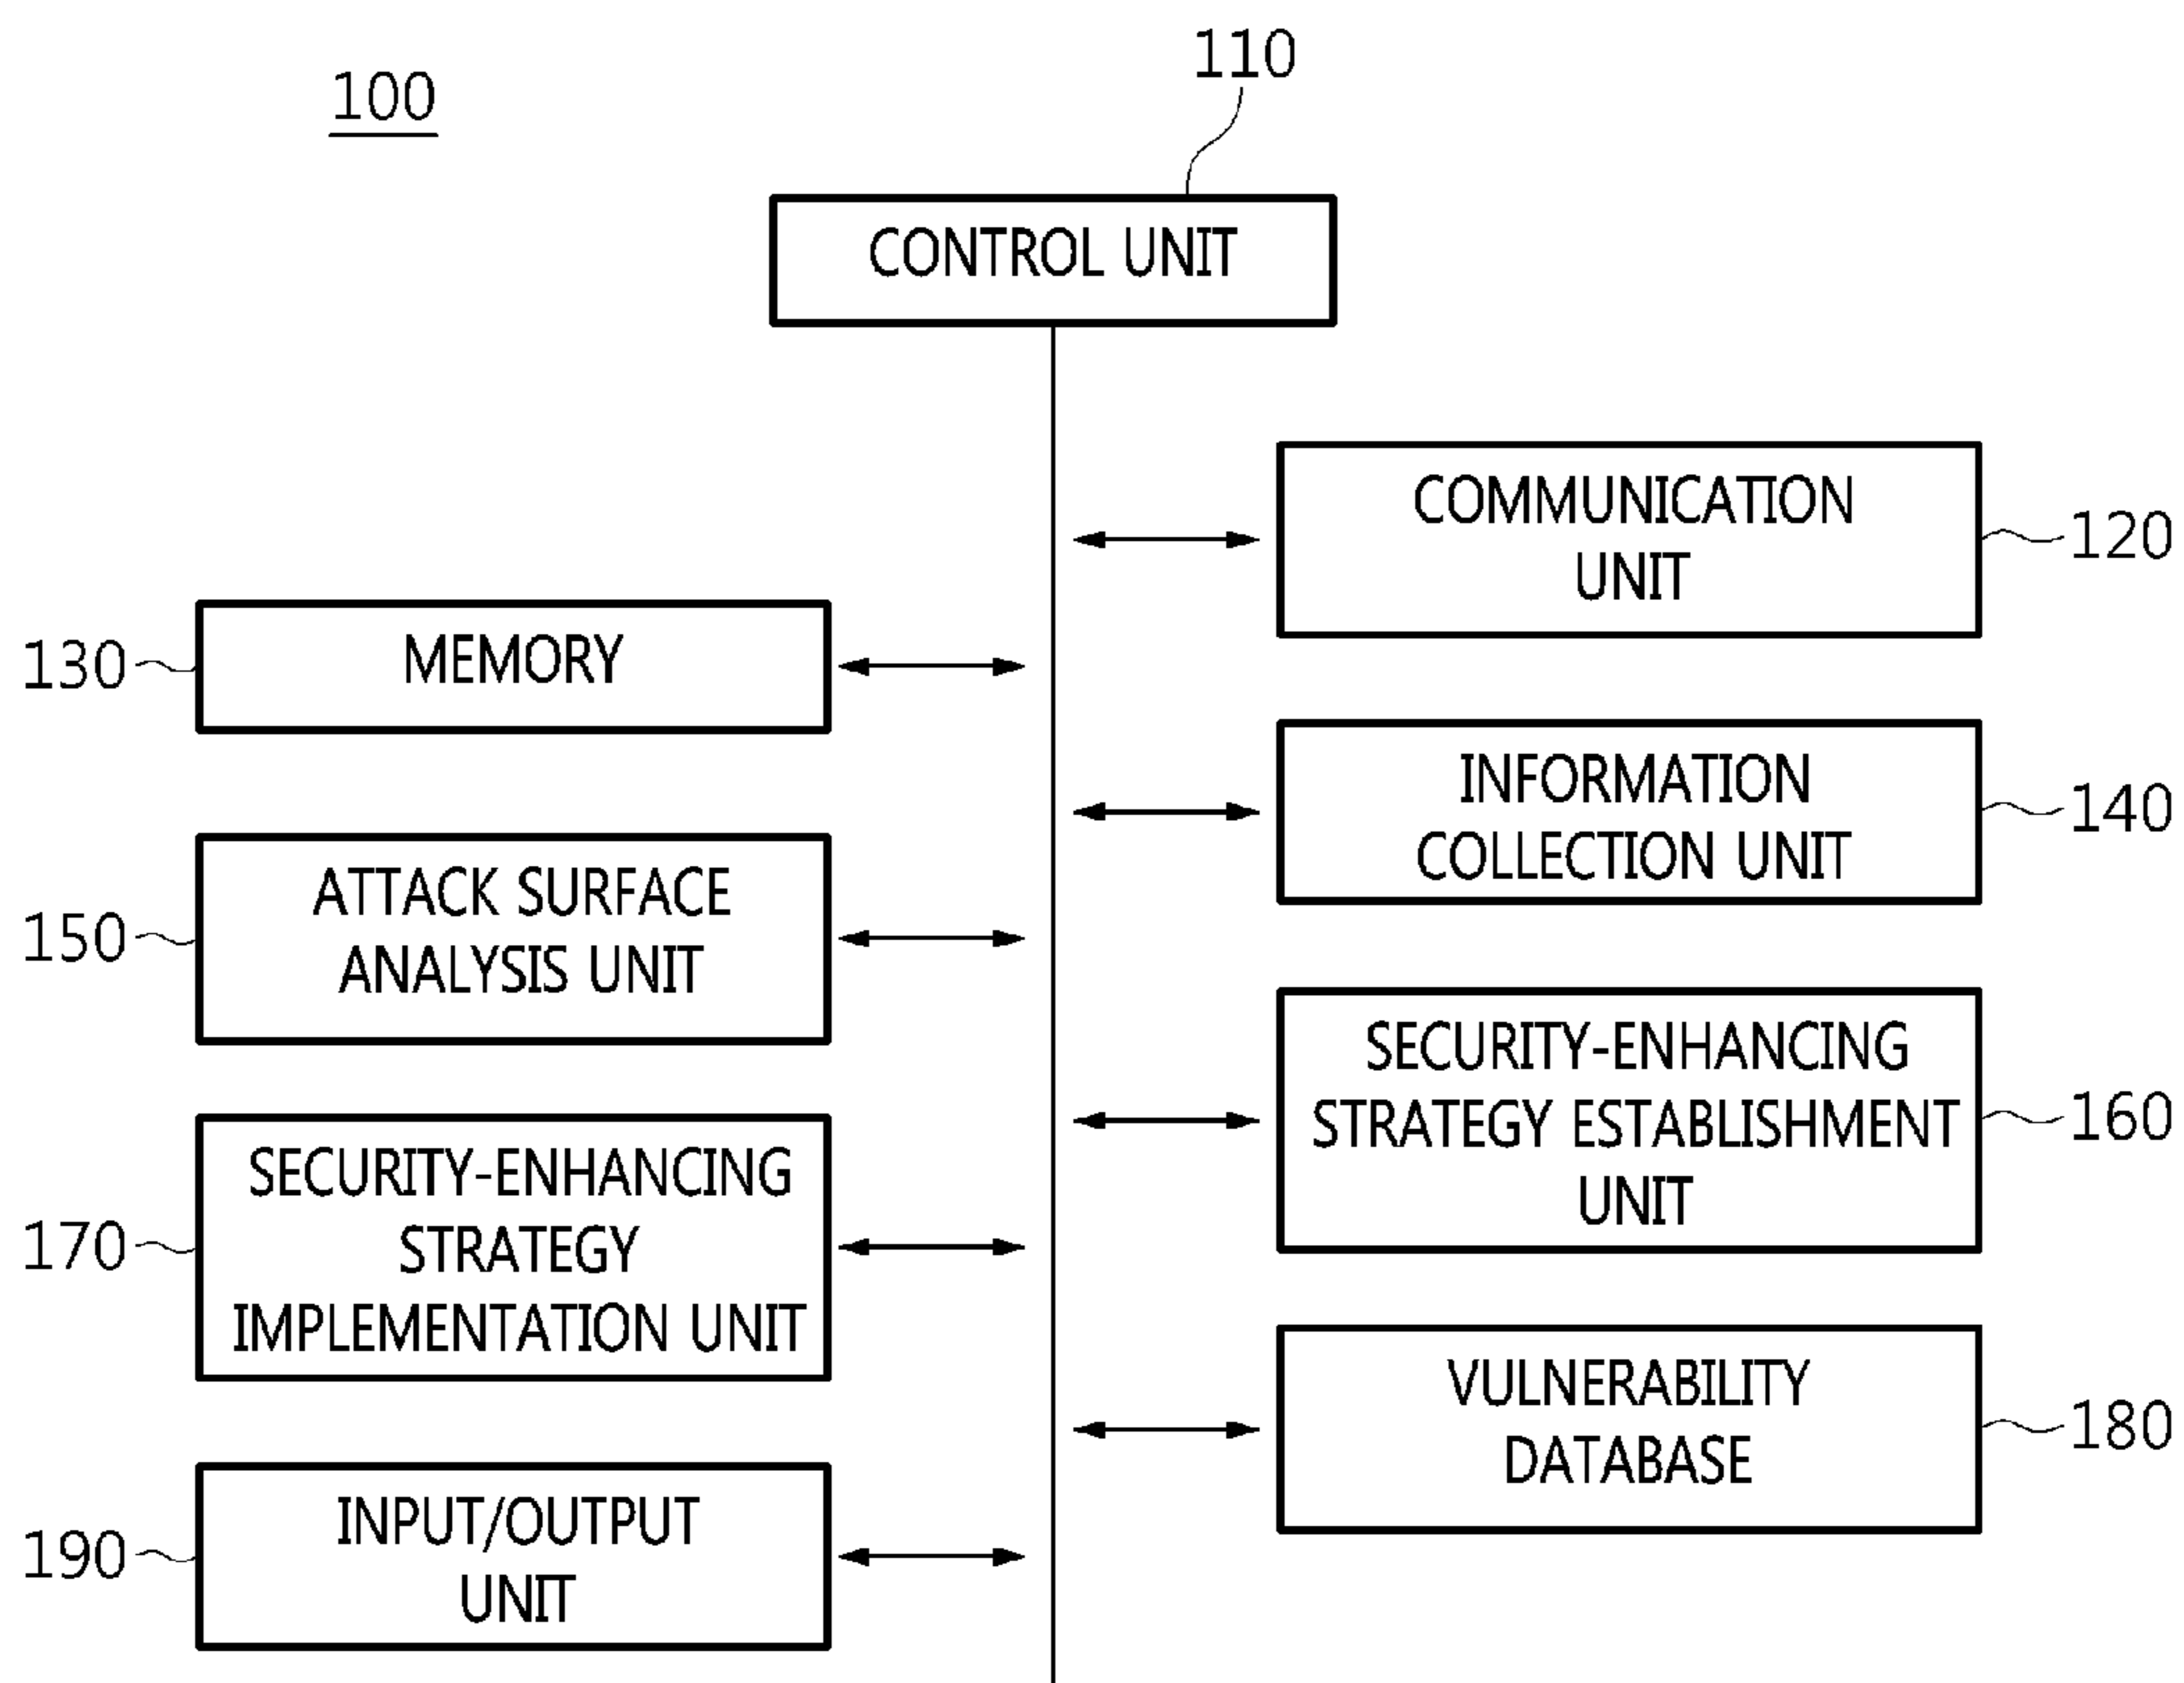 100
110
CONTROL UNIT
COMMUNICATION
UNIT
120
130
MEMORY
INFORMATION
COLLECTION UNIT
140
150
ATTACK SURFACE
ANALYSIS UNIT
SECURITY-ENHANCING
STRATEGY ESTABLISHMENT
UNIT
160
170
SECURITY-ENHANCING
STRATEGY
IMPLEMENTATION UNIT
VULNERABILITY
DATABASE
180
190
INPUT/OUTPUT
UNIT